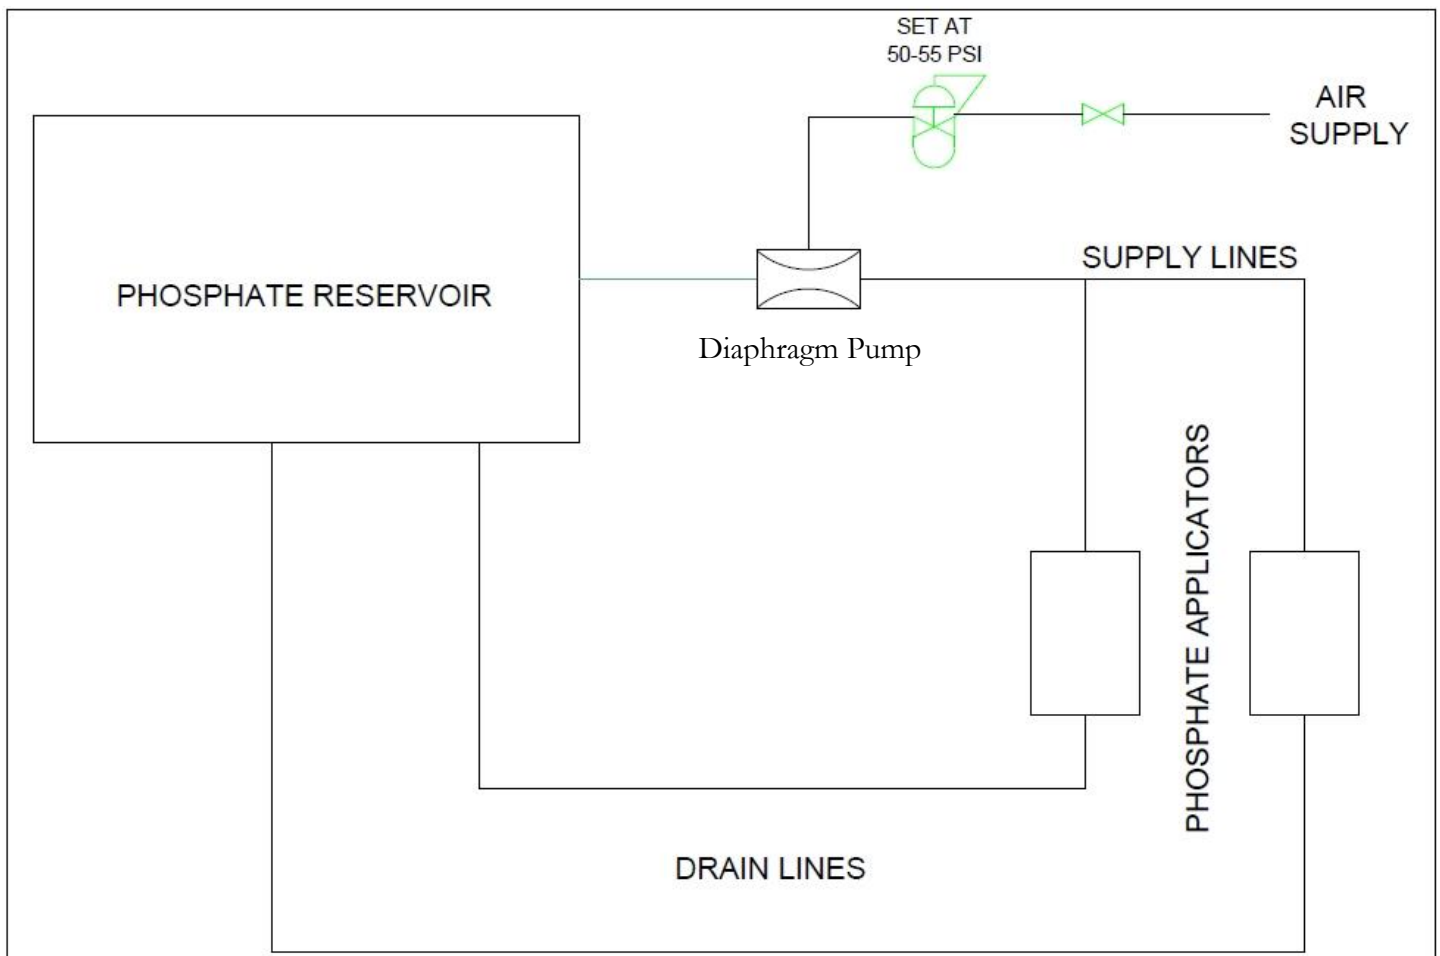 SET AT
50-55 PSI
AIR
SUPPLY
SUPPLY LINES
PHOSPHATE RESERVOIR
Diaphragm Pump
PHOSPHATE APPLICATORS
DRAIN LINES